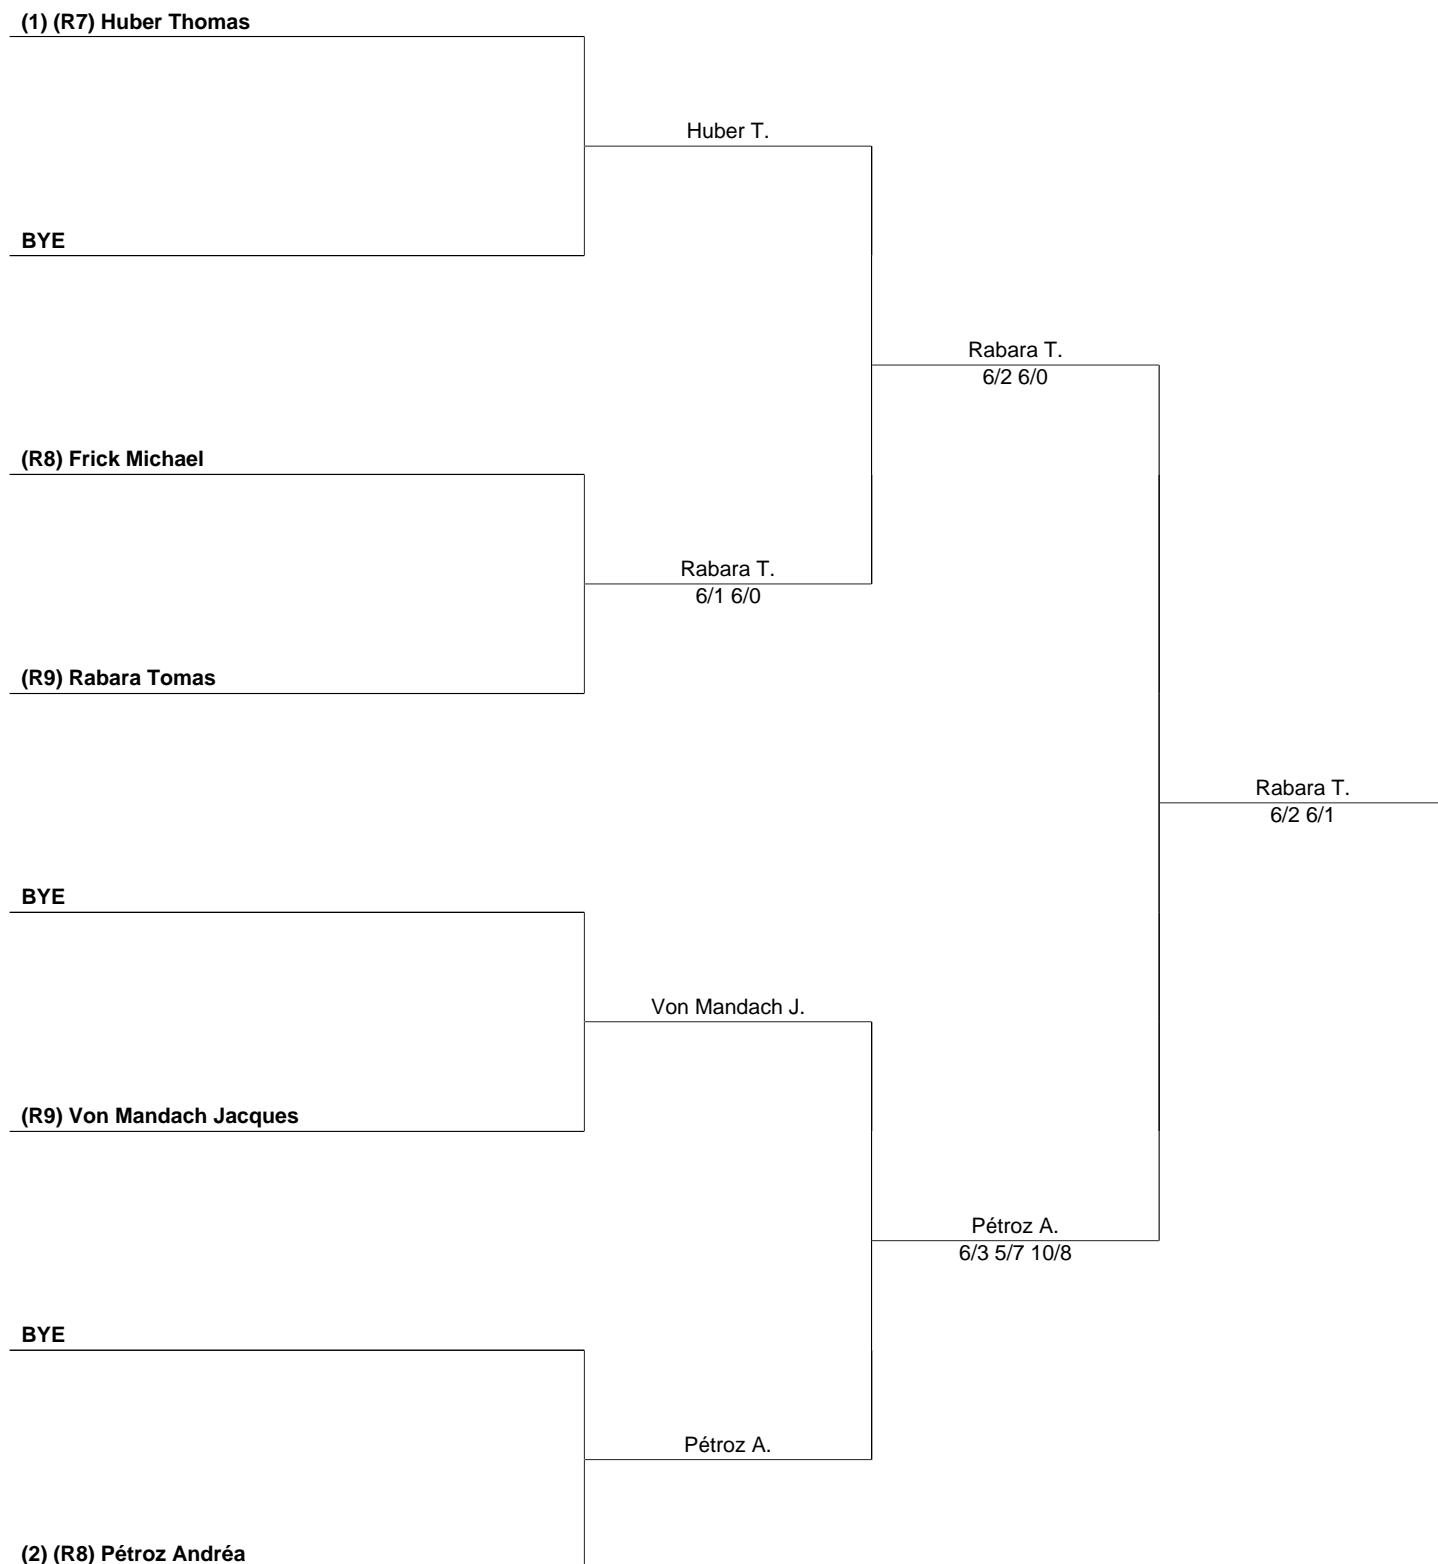 (1) (R7) Huber Thomas
Huber T.
BYE
Rabara T.
6/2 6/0
(R8) Frick Michael
Rabara T.
6/1 6/0
(R9) Rabara Tomas
Rabara T.
6/2 6/1
BYE
Von Mandach J.
(R9) Von Mandach Jacques
Pétroz A.
6/3 5/7 10/8
BYE
Pétroz A.
(2) (R8) Pétroz Andréa